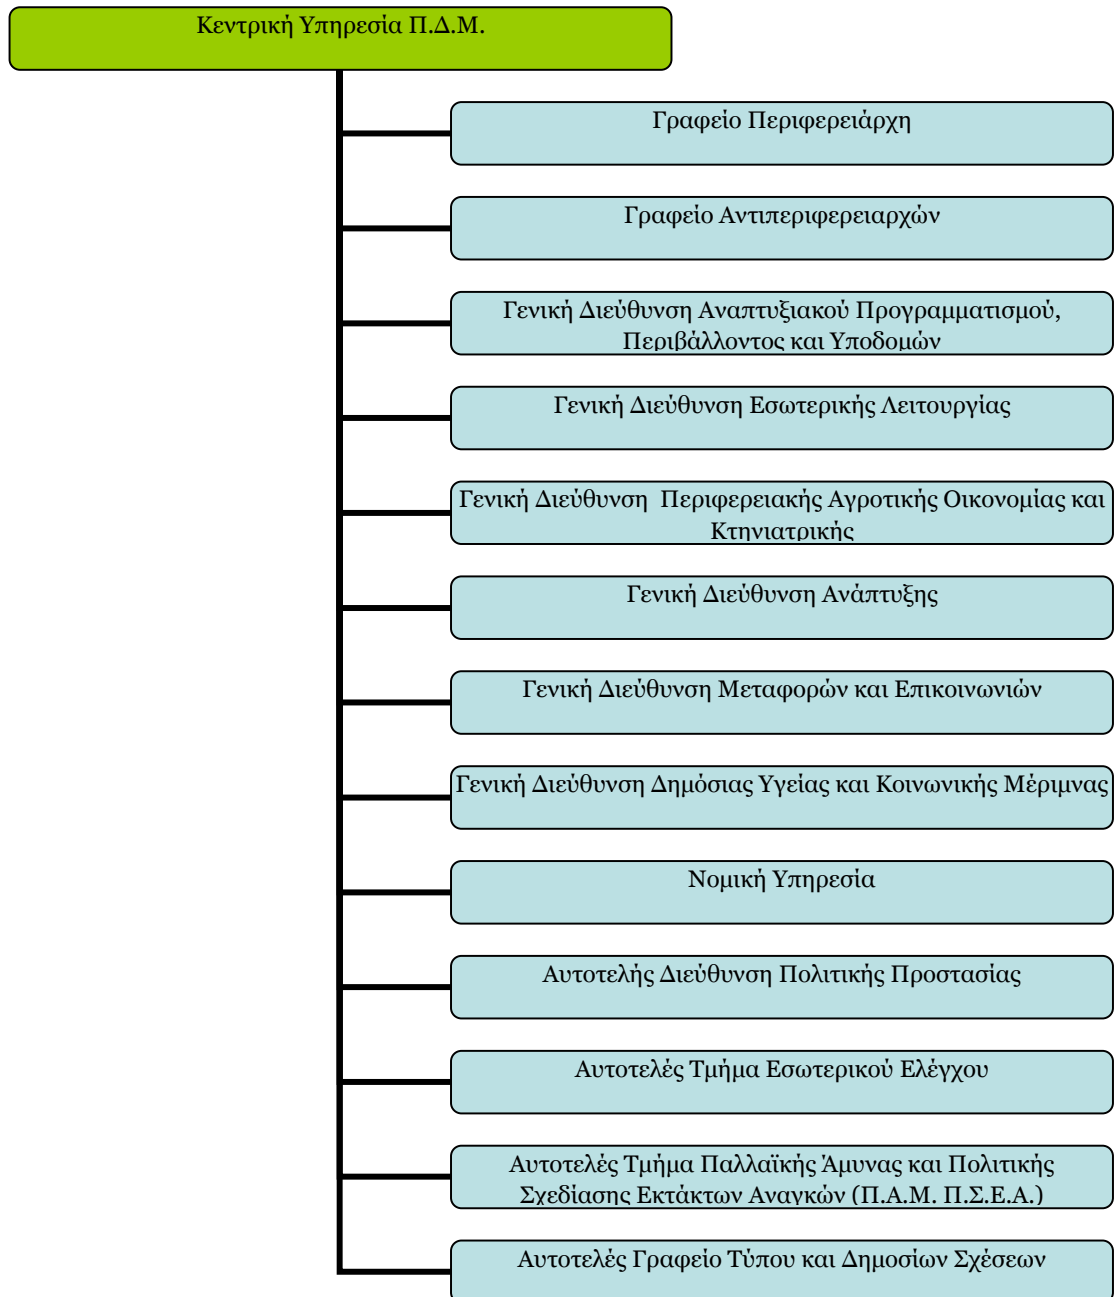 Κεντρική Υπηρεσία Π.Δ.Μ.
Γραφείο Περιφερειάρχη
Γραφείο Αντιπεριφερειαρχών
Γενική Διεύθυνση Αναπτυξιακού Προγραμματισμού,
Περιβάλλοντος και Υποδομών
Γενική Διεύθυνση Εσωτερικής Λειτουργίας
Γενική Διεύθυνση  Περιφερειακής Αγροτικής Οικονομίας και
Κτηνιατρικής
Γενική Διεύθυνση Ανάπτυξης
Γενική Διεύθυνση Μεταφορών και Επικοινωνιών
Γενική Διεύθυνση Δημόσιας Υγείας και Κοινωνικής Μέριμνας
Νομική Υπηρεσία
Αυτοτελής Διεύθυνση Πολιτικής Προστασίας
Αυτοτελές Τμήμα Εσωτερικού Ελέγχου
Αυτοτελές Τμήμα Παλλαϊκής Άμυνας και Πολιτικής
Σχεδίασης Εκτάκτων Αναγκών (Π.Α.Μ. Π.Σ.Ε.Α.)
Αυτοτελές Γραφείο Τύπου και Δημοσίων Σχέσεων